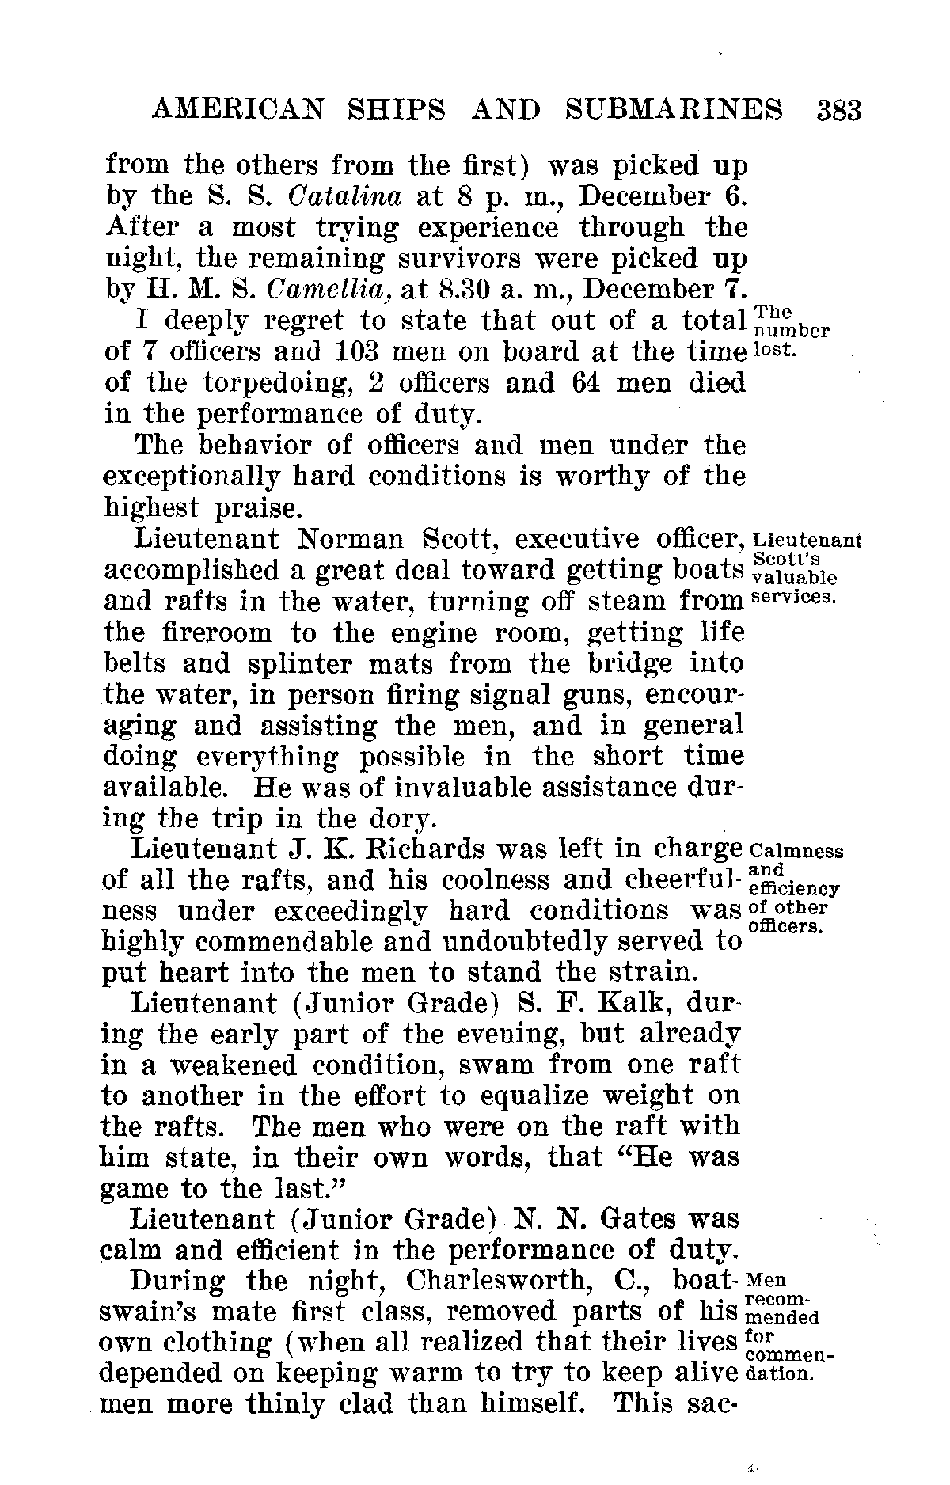 AMERICAN SHIPS AND SUBMARINES 383
from the others from the first) was picked up
by the S. S. Catalina at 8 p. m., December 6.
After a most trying experience through the
night, the remaining survivors were picked up
by H. M. S. Camellia, at 8.30 a. m., December 7.
I deeply regret to state that out of a total
of 7 officers and 103 men on board at the time
of the torpedoing, 2 officers and 64 men died
in the performance of duty.
The
number
lost.
The behavior of officers and men under the
exceptionally hard conditions is worthy of the
highest praise.
Lieutenant Norman Scott, executive officer,
accomplished a great deal toward getting boats
and rafts in the water, turning off steam from
the fireroom to the engine room, getting life
belts and splinter mats from the bridge into
the water, in person firing signal guns, encour-
aging and assisting the men, and in general
doing everything possible in the short time
available. He was of invaluable assistance dur-
ing the trip in the dory.
Lieutenant
Scott's
valuable
services.
Lieutenant J. K. Richards was left in charge
of all the rafts, and his coolness and cheerful-
ness under exceedingly hard conditions was
highly commendable and undoubtedly served to
put heart into the men to stand the strain.
Calmness
and
efficiency
of other
officers.
Lieutenant (Junior Grade) S. F. Kalk, dur-
ing the early part of the evening, but already
in a weakened condition, swam from one raft
to another in the effort to equalize weight on
the rafts. The men who were on the raft with
him state, in their own words, that “He was
game to the last.”
Lieutenant (Junior Grade) N. N. Gates was
calm and efficient in the performance of duty.
During the night, Charlesworth, C., boat-
swain's mate first class, removed parts of his
own clothing (when all realized that their lives
depended on keeping warm to try to keep alive
men more thinly clad than himself. This sac-
Men
recom-
mended
for
commen-
dation.